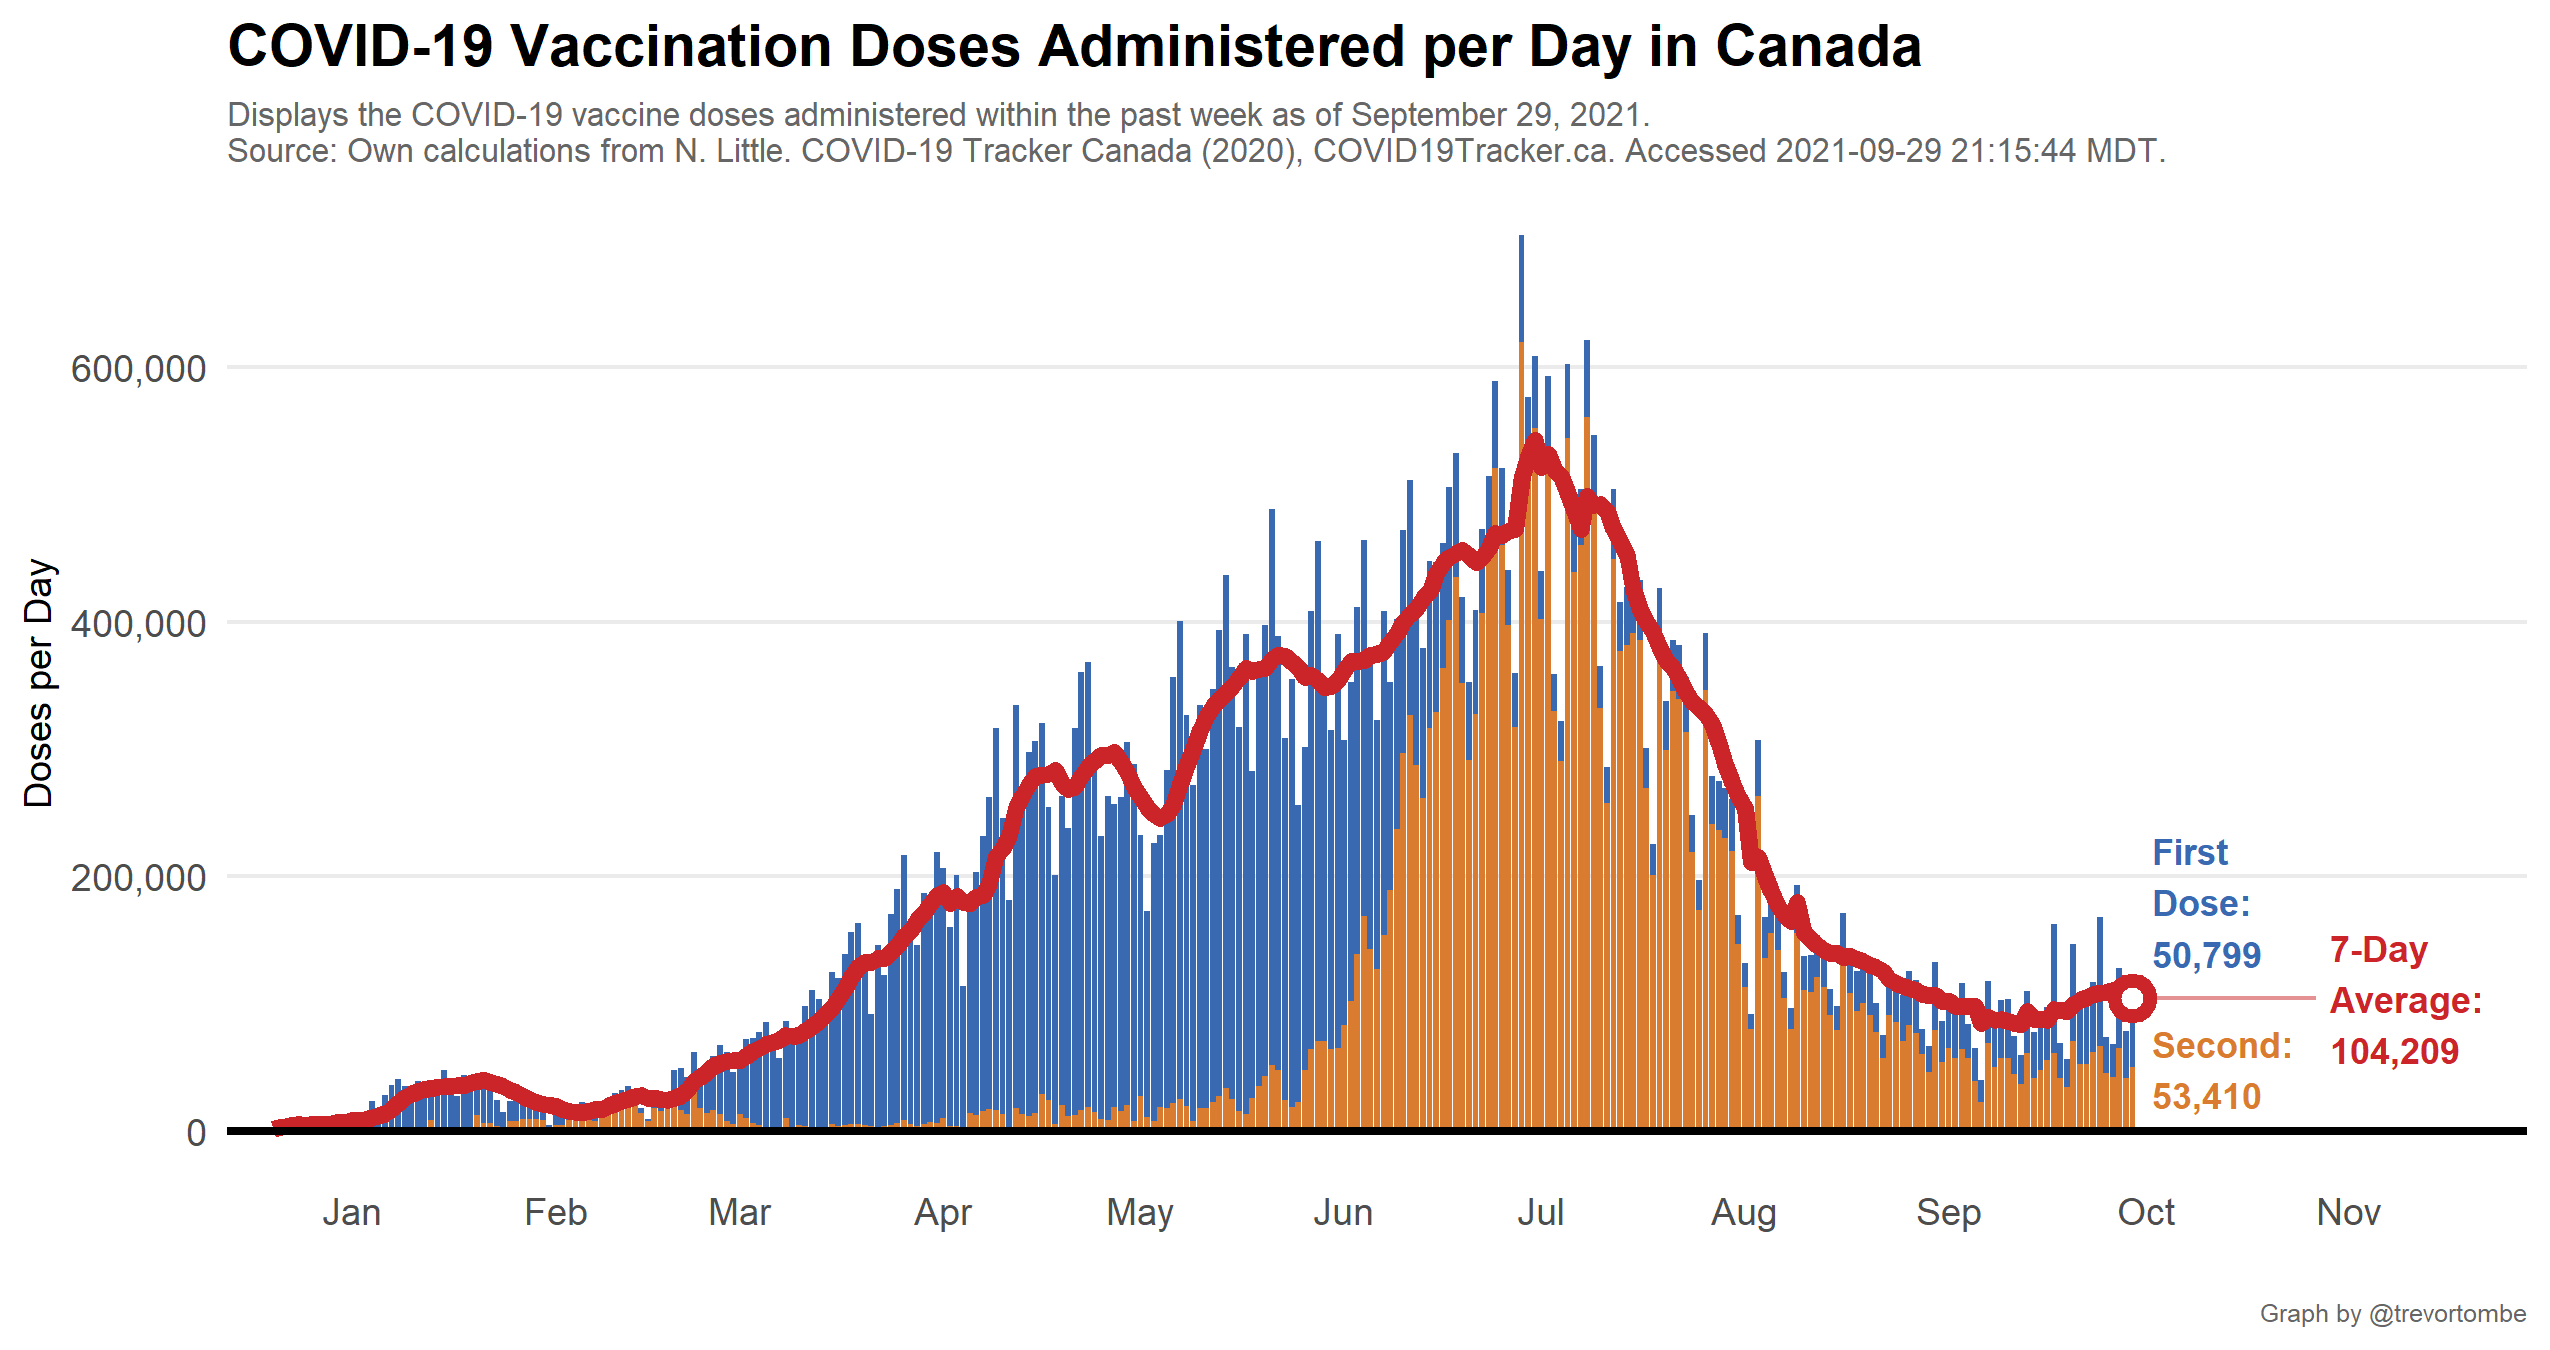 COVID-19 Vaccination Doses Administered per Day in Canada
Displays the COVID-19 vaccine doses administered within the past week as of September 29, 2021.
Source: Own calculations from N. Little. COVID-19 Tracker Canada (2020), COVID19Tracker.ca. Accessed 2021-09-29 21:15:44 MDT.
Doses per Day
600,000
400,000
200,000
0
First
Dose:
50,799
7-Day
Average:
104,209
Second:
53,410
Jan Feb Mar Apr May Jun Jul Aug Sep Oct Nov
Graph by @trevortombe